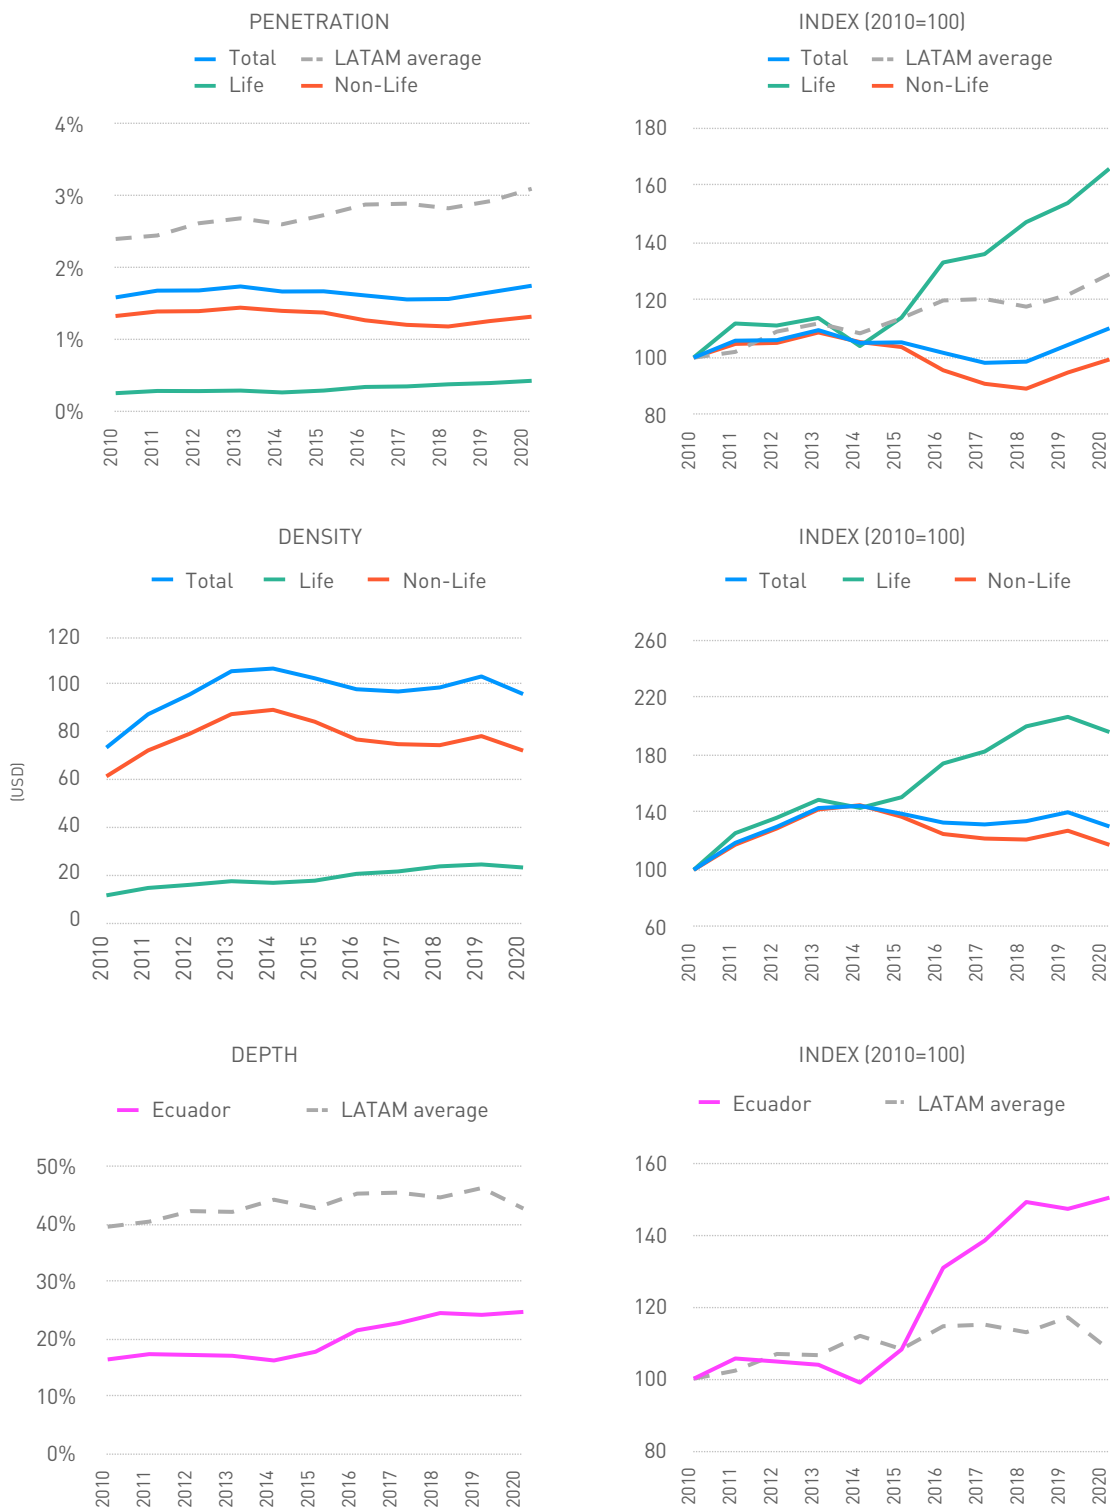 PENETRATION
Total LATAM average
Life Non-Life
4%
3%
2%
1%
0%
2010 2011 2012 2013 2014 2015 2016 2017 2018 2019 2020
INDEX (2010=100)
Total LATAM average
Life Non-Life
180
160
140
120
100
80
2010 2011 2012 2013 2014 2015 2016 2017 2018 2019 2020
DENSITY
Total Life Non-Life
(USD)
120
100
80
60
40
20
0
2010 2011 2012 2013 2014 2015 2016 2017 2018 2019 2020
INDEX (2010=100)
Total Life Non-Life
260
220
180
140
100
60
2010 2011 2012 2013 2014 2015 2016 2017 2018 2019 2020
DEPTH
Ecuador LATAM average
50%
40%
30%
20%
10%
0%
2010 2011 2012 2013 2014 2015 2016 2017 2018 2019 2020
INDEX (2010=100)
Ecuador LATAM average
160
140
120
100
80
2010 2011 2012 2013 2014 2015 2016 2017 2018 2019 2020